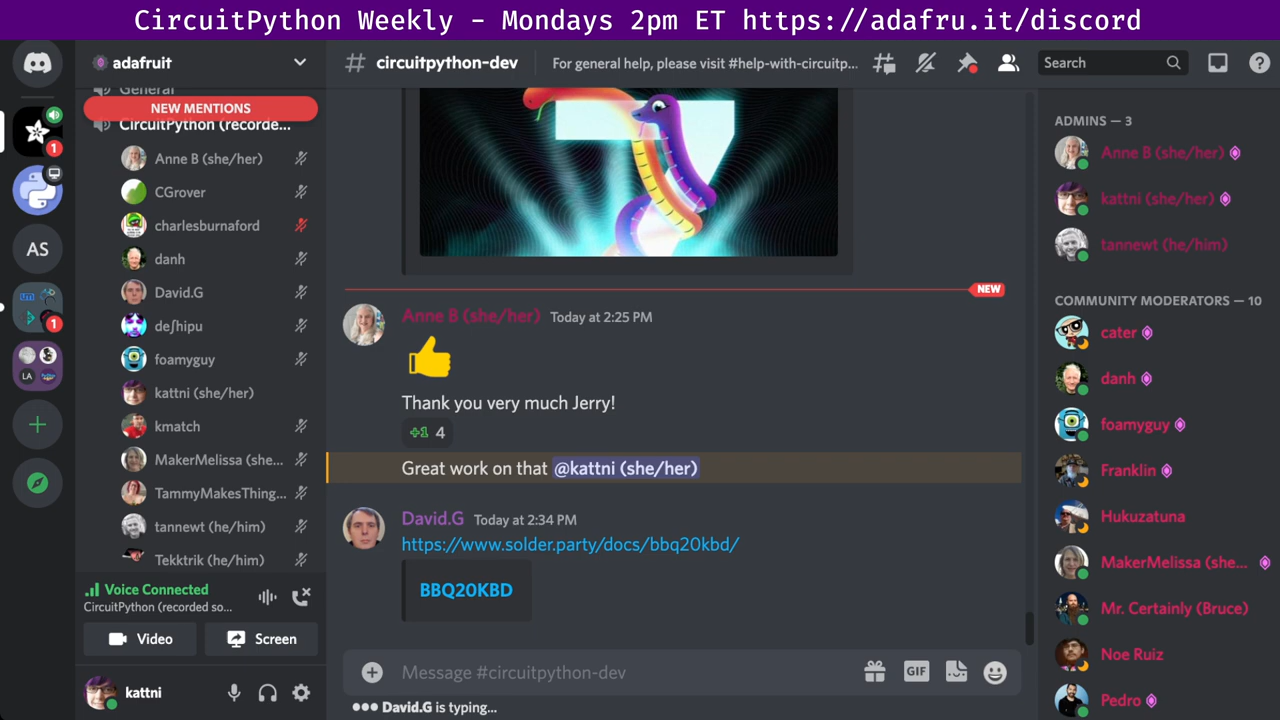 CircuitPython Weekly - Mondays 2pm ET https://adafru.it/discord
adafruit
General
NEW MENTIONS
CircuitPython (recorde...
Anne B (she/her)
CGrover
charlesburnaford
danh
David.G
deʃhipu
foamyguy
kattni (she/her)
kmatch
MakerMelissa (she...
TammyMakesThing...
tannewt (he/him)
Tekktrik (he/him)
Voice Connected
CircuitPython (recorded so...
Video
Screen
kattni
1
AS
1
LA
# circuitpython-dev
For general help, please visit #help-with-circuitp...
Search
NEW
Anne B (she/her) Today at 2:25 PM
Thank you very much Jerry!
+1 4
Great work on that @kattni (she/her)
David.G Today at 2:34 PM
https://www.solder.party/docs/bbq20kbd/
BBQ20KBD
Message #circuitpython-dev
GIF
David.G is typing...
ADMINS — 3
Anne B (she/her)
kattni (she/her)
tannewt (he/him)
COMMUNITY MODERATORS — 10
cater
danh
foamyguy
Franklin
Hukuzatuna
MakerMelissa (she...
Mr. Certainly (Bruce)
Noe Ruiz
Pedro